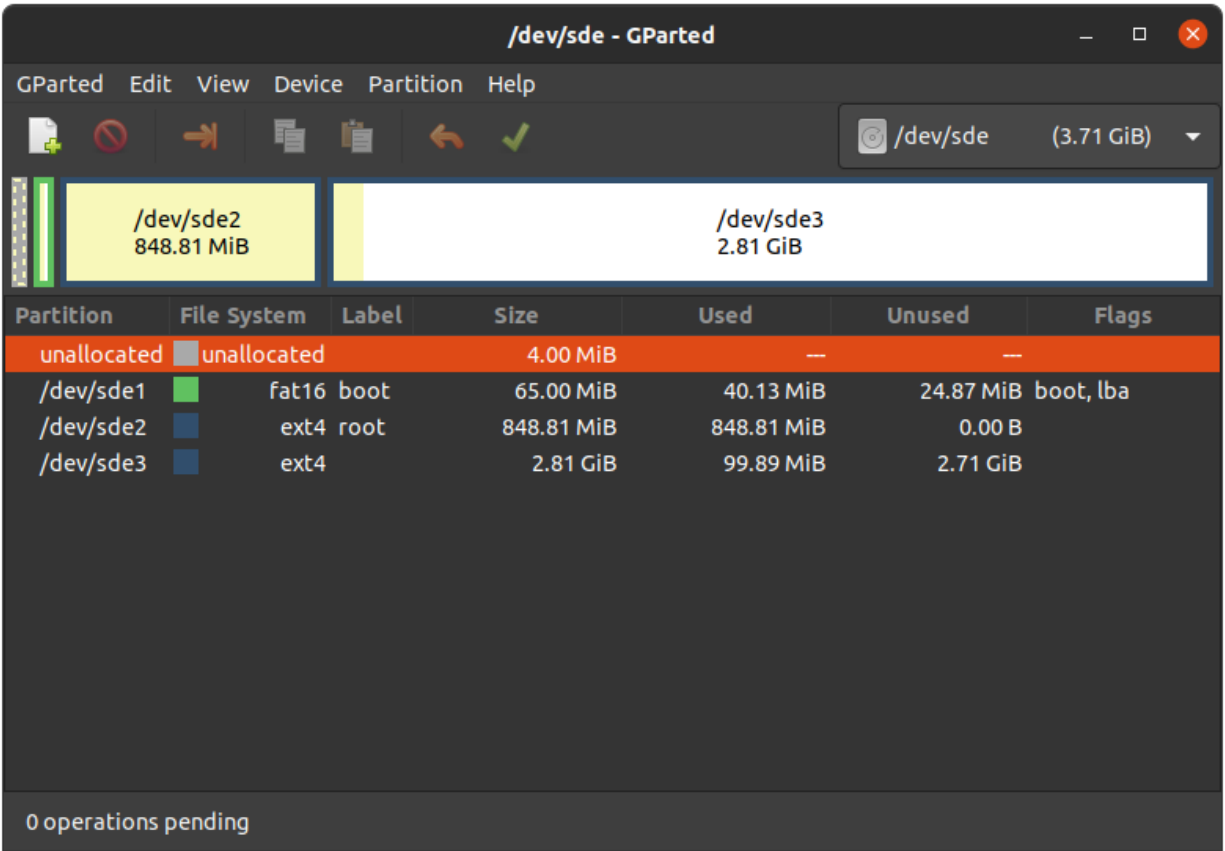 /dev/sde - GParted
GParted Edit View Device Partition Help
/dev/sde (3.71 GiB)
/dev/sde2
848.81 MiB
/dev/sde3
2.81 GiB
Partition File System Label Size Used Unused Flags
unallocated unallocated 4.00 MiB --- ---
/dev/sde1 fat16 boot 65.00 MiB 40.13 MiB 24.87 MiB boot, lba
/dev/sde2 ext4 root 848.81 MiB 848.81 MiB 0.00 B
/dev/sde3 ext4 2.81 GiB 99.89 MiB 2.71 GiB
0 operations pending